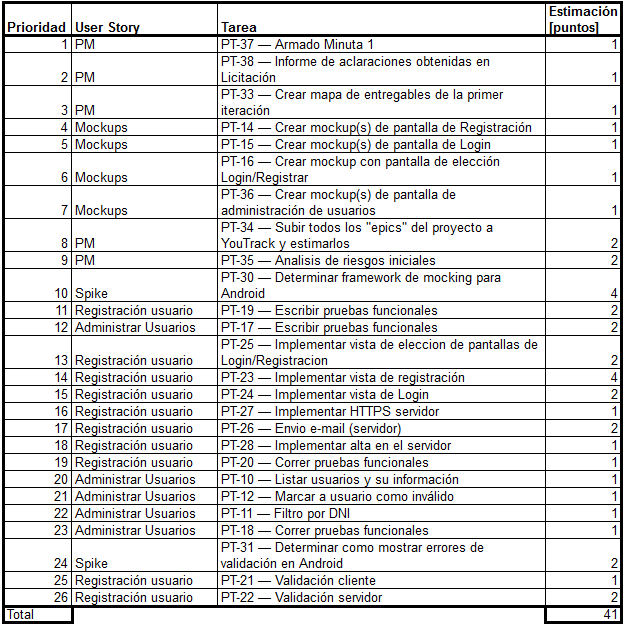 Prioridad User Story Tarea Estimación [puntos]
1 PM PT-37 — Armado Minuta 1 1
2 PM PT-38 — Informe de aclaraciones obtenidas en
Licitación 1
3 PM PT-33 — Crear mapa de entregables de la primer
iteración 1
4 Mockups PT-14 — Crear mockup(s) de pantalla de Registración 1
5 Mockups PT-15 — Crear mockup(s) de pantalla de Login 1
6 Mockups PT-16 — Crear mockup con pantalla de elección
Login/Registrar 1
7 Mockups PT-36 — Crear mockup(s) de pantalla de
administración de usuarios 1
8 PM PT-34 — Subir todos los "epics" del proyecto a
YouTrack y estimarlos 2
9 PM PT-35 — Analisis de riesgos iniciales 2
10 Spike PT-30 — Determinar framework de mocking para
Android 4
11 Registración usuario PT-19 — Escribir pruebas funcionales 2
12 Administrar Usuarios PT-17 — Escribir pruebas funcionales 2
13 Registración usuario PT-25 — Implementar vista de eleccion de pantallas de
Login/Registracion 2
14 Registración usuario PT-23 — Implementar vista de registración 4
15 Registración usuario PT-24 — Implementar vista de Login 2
16 Registración usuario PT-27 — Implementar HTTPS servidor 1
17 Registración usuario PT-26 — Envio e-mail (servidor) 2
18 Registración usuario PT-28 — Implementar alta en el servidor 1
19 Registración usuario PT-20 — Correr pruebas funcionales 1
20 Administrar Usuarios PT-10 — Listar usuarios y su información 1
21 Administrar Usuarios PT-12 — Marcar a usuario como inválido 1
22 Administrar Usuarios PT-11 — Filtro por DNI 1
23 Administrar Usuarios PT-18 — Correr pruebas funcionales 1
24 Spike PT-31 — Determinar como mostrar errores de
validación en Android 2
25 Registración usuario PT-21 — Validación cliente 1
26 Registración usuario PT-22 — Validación servidor 2
Total 41